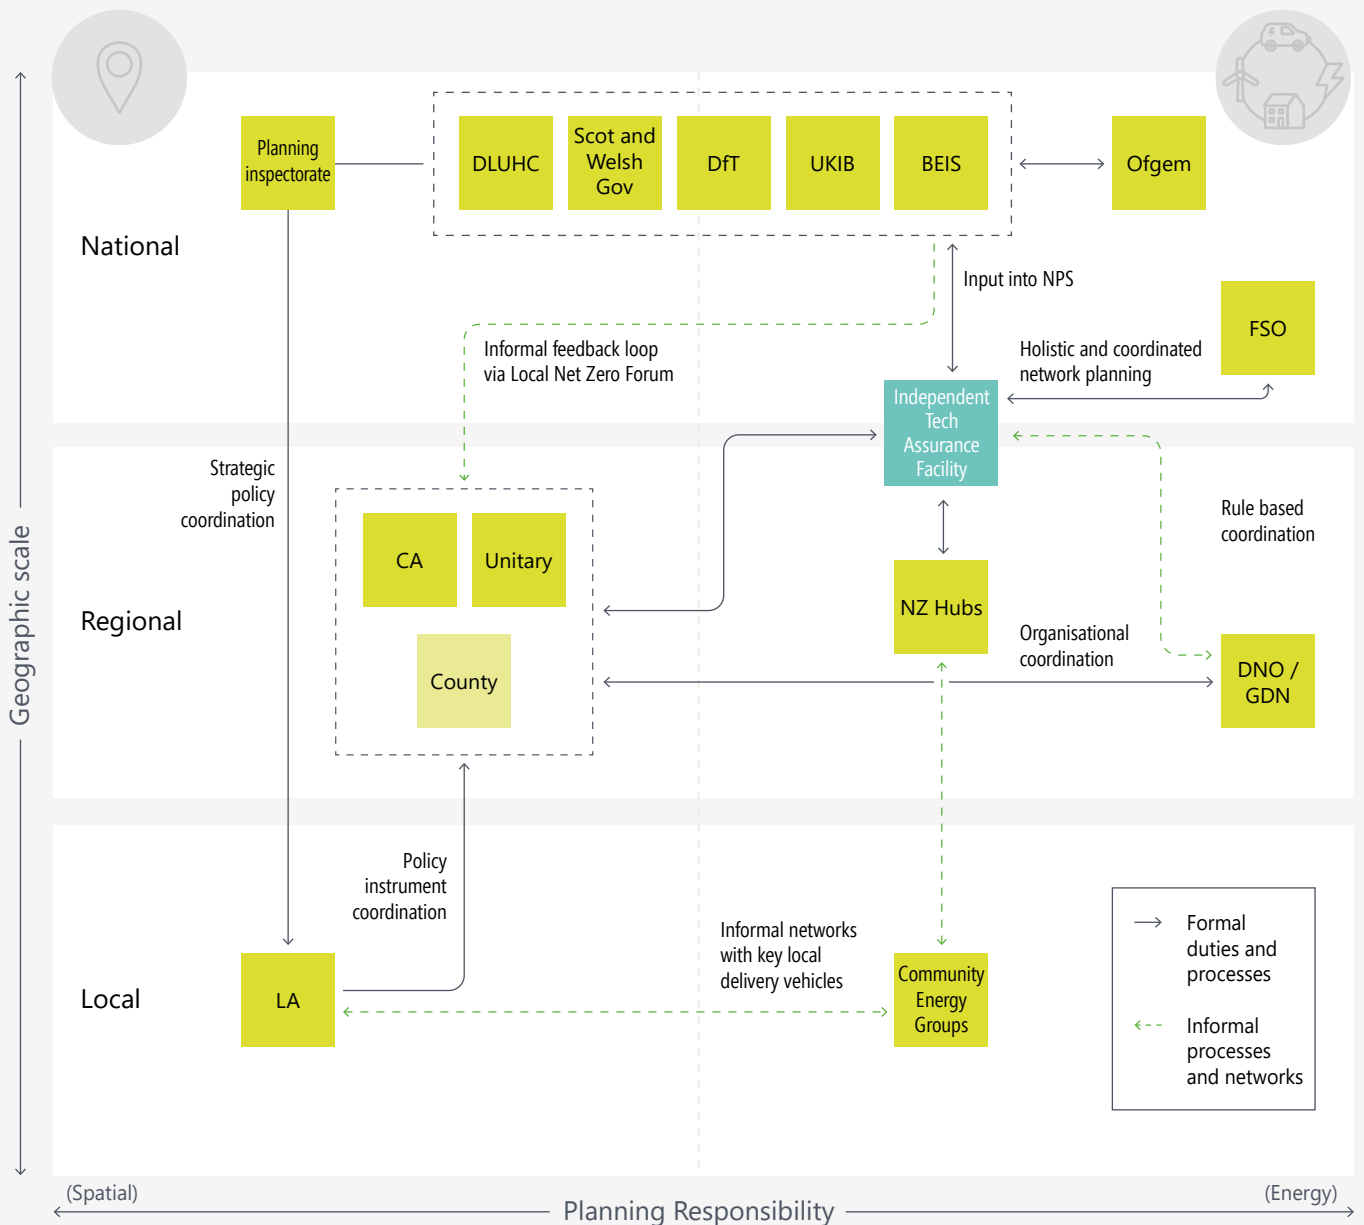 Planning
inspectorate
DLUHC
Scot and
Welsh
Gov
DfT
UKIB
BEIS
Ofgem
National
Input into NPS
FSO
Informal feedback loop
via Local Net Zero Forum
Holistic and coordinated
network planning
Independent
Tech
Assurance
Facility
Strategic
policy
coordination
Rule based
coordination
CA
Unitary
NZ Hubs
Regional
County
Organisational
coordination
DNO /
GDN
Geographic scale
Policy
instrument
coordination
Informal networks
with key local
delivery vehicles
Local
LA
Community
Energy
Groups
Formal
duties and
processes
Informal
processes
and networks
(Spatial)
(Energy)
Planning Responsibility